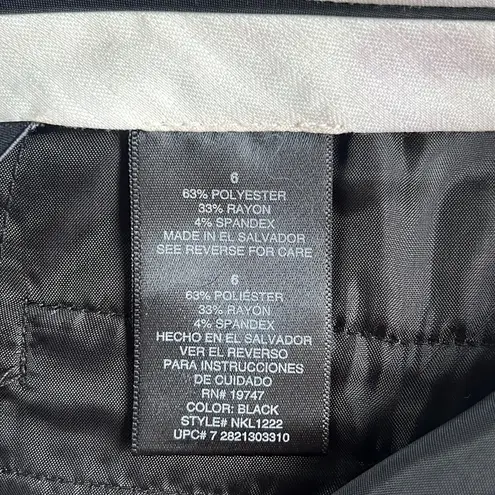 6
63% POLYESTER
33% RAYON
4% SPANDEX
MADE IN EL SALVADOR
SEE REVERSE FOR CARE
6
63% POLIÉSTER
33% RAYON
4% SPANDEX
HECHO EN EL SALVADOR
VER EL REVERSO
PARA INSTRUCCIONES
DE CUIDADO
RN# 19747
COLOR: BLACK
STYLE# NKL1222
UPC# 7 2821303310